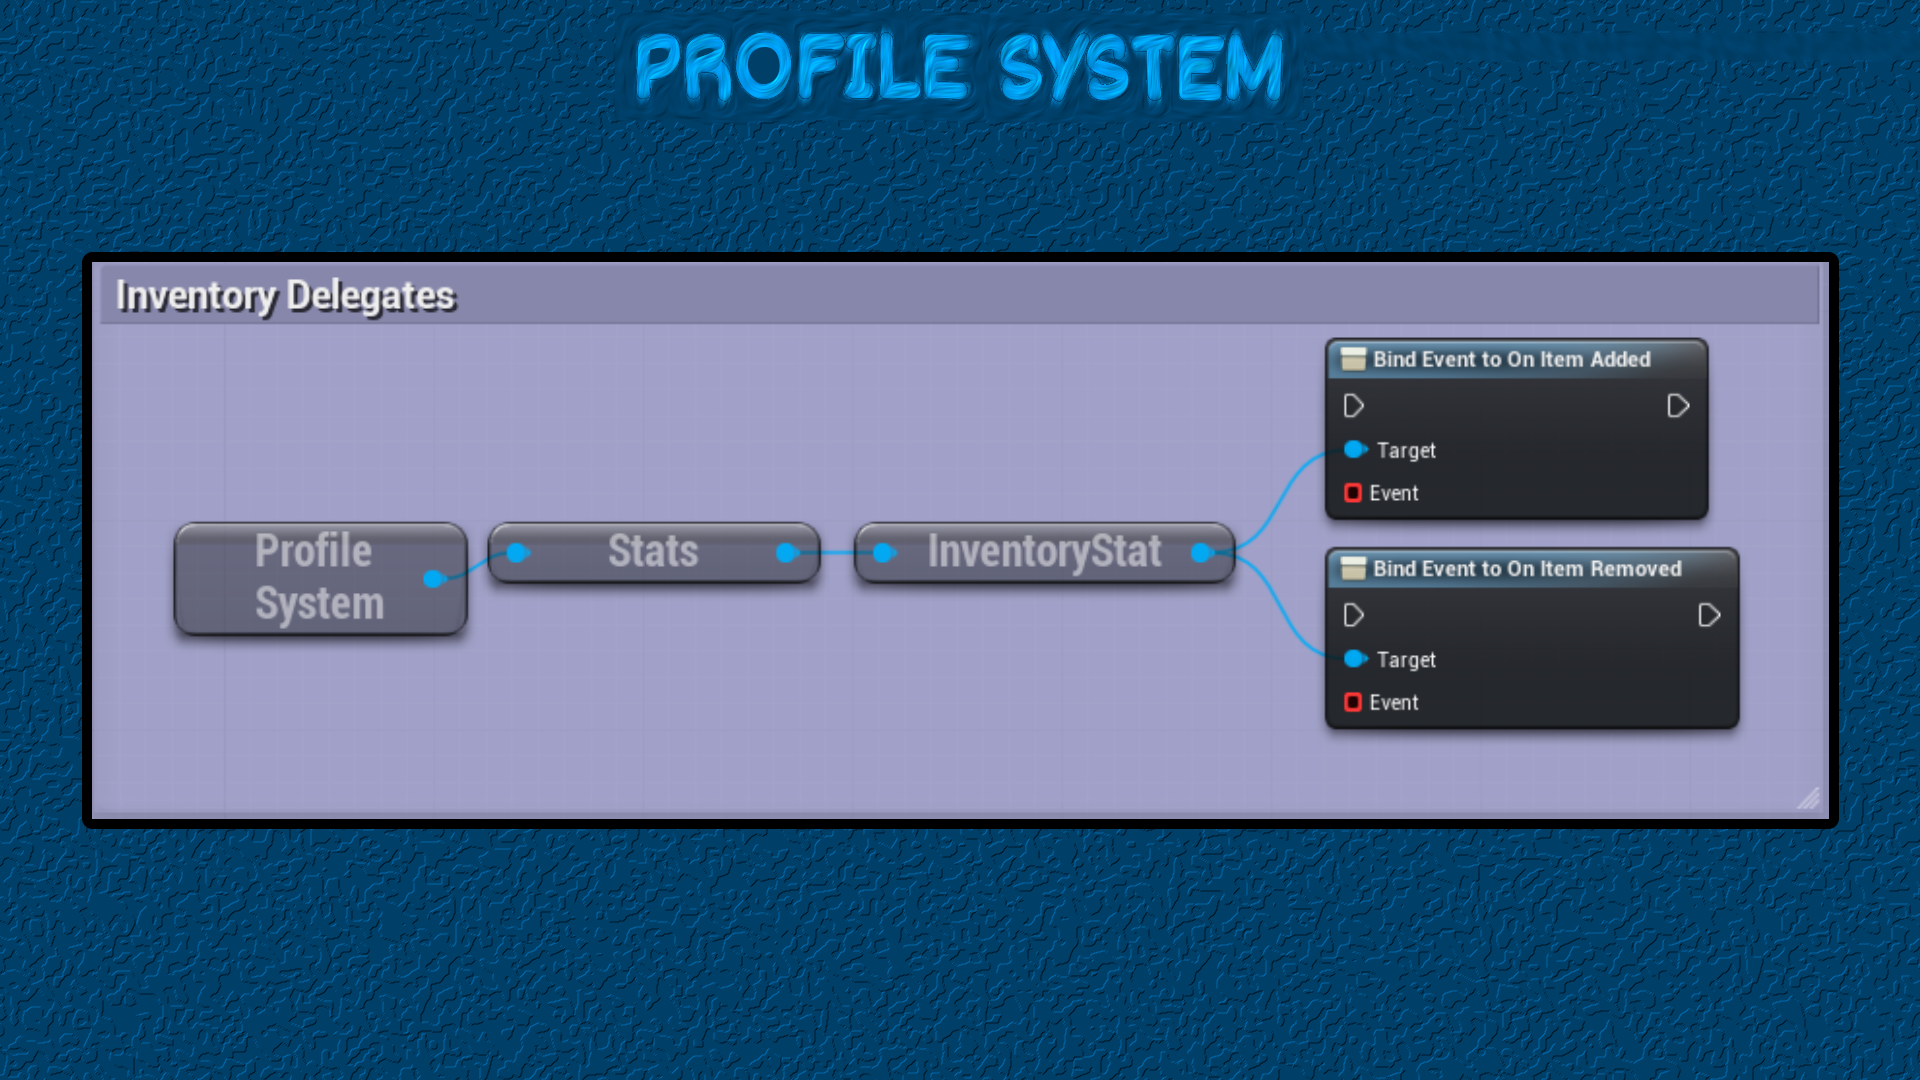 PROFILE SYSTEM
Inventory Delegates
Bind Event to On Item Added
Target
Event
Profile
System
Stats
InventoryStat
Bind Event to On Item Removed
Target
Event